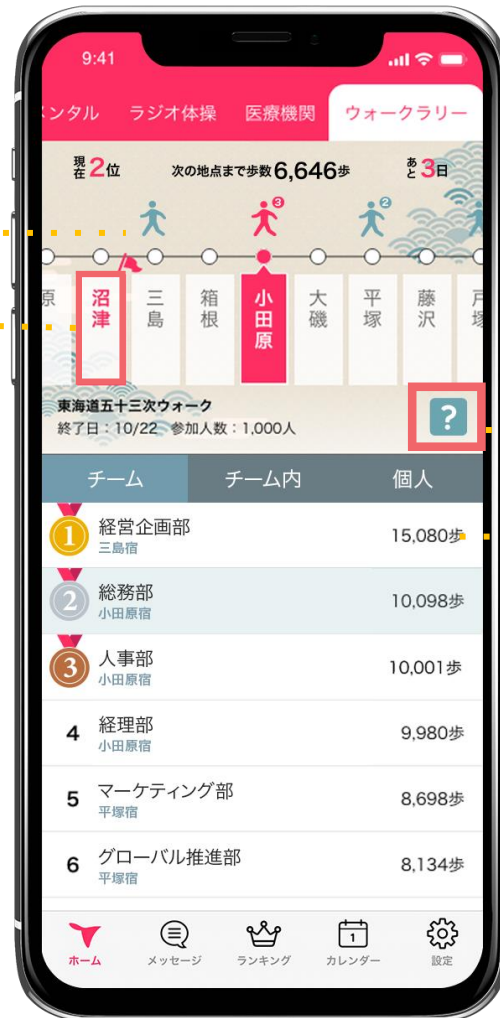 9:41
メンタル ラジオ体操 医療機関 ウォークラリー
現在2位 次の地点まで歩数6,646歩 あと3日
3 2
原 沼津 三島 箱根 小田原 大磯 平塚 藤沢 戸塚
東海道五十三次ウォーク
終了日：10/22 参加人数：1,000人
?
チーム チーム内 個人
1 経営企画部 15,080歩
三島宿
2 総務部 10,098歩
小田原宿
3 人事部 10,001歩
小田原宿
4 経理部 9,980歩
小田原宿
5 マーケティング部 8,698歩
平塚宿
6 グローバル推進部 8,134歩
平塚宿
1
ホーム メッセージ ランキング カレンダー 設定